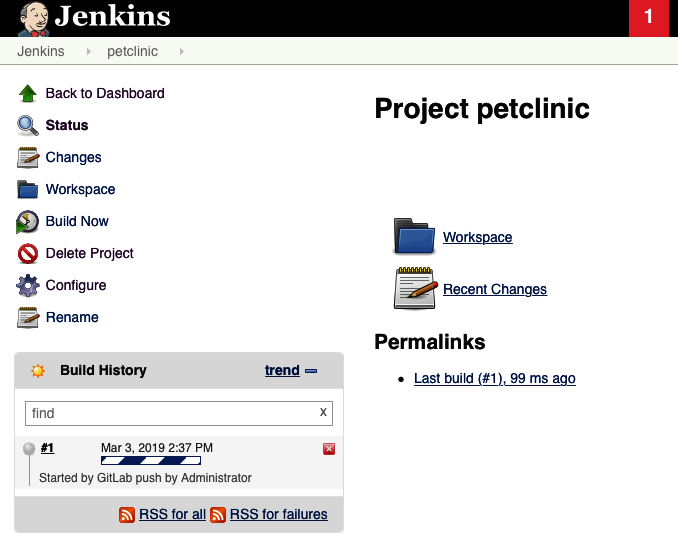 Jenkins
1
Jenkins petclinic
Back to Dashboard
Status
Changes
Workspace
Build Now
Delete Project
Configure
Rename
Build History trend
find x
#1 Mar 3, 2019 2:37 PM
Started by GitLab push by Administrator
RSS for all RSS for failures
Project petclinic
Workspace
Recent Changes
Permalinks
Last build (#1), 99 ms ago